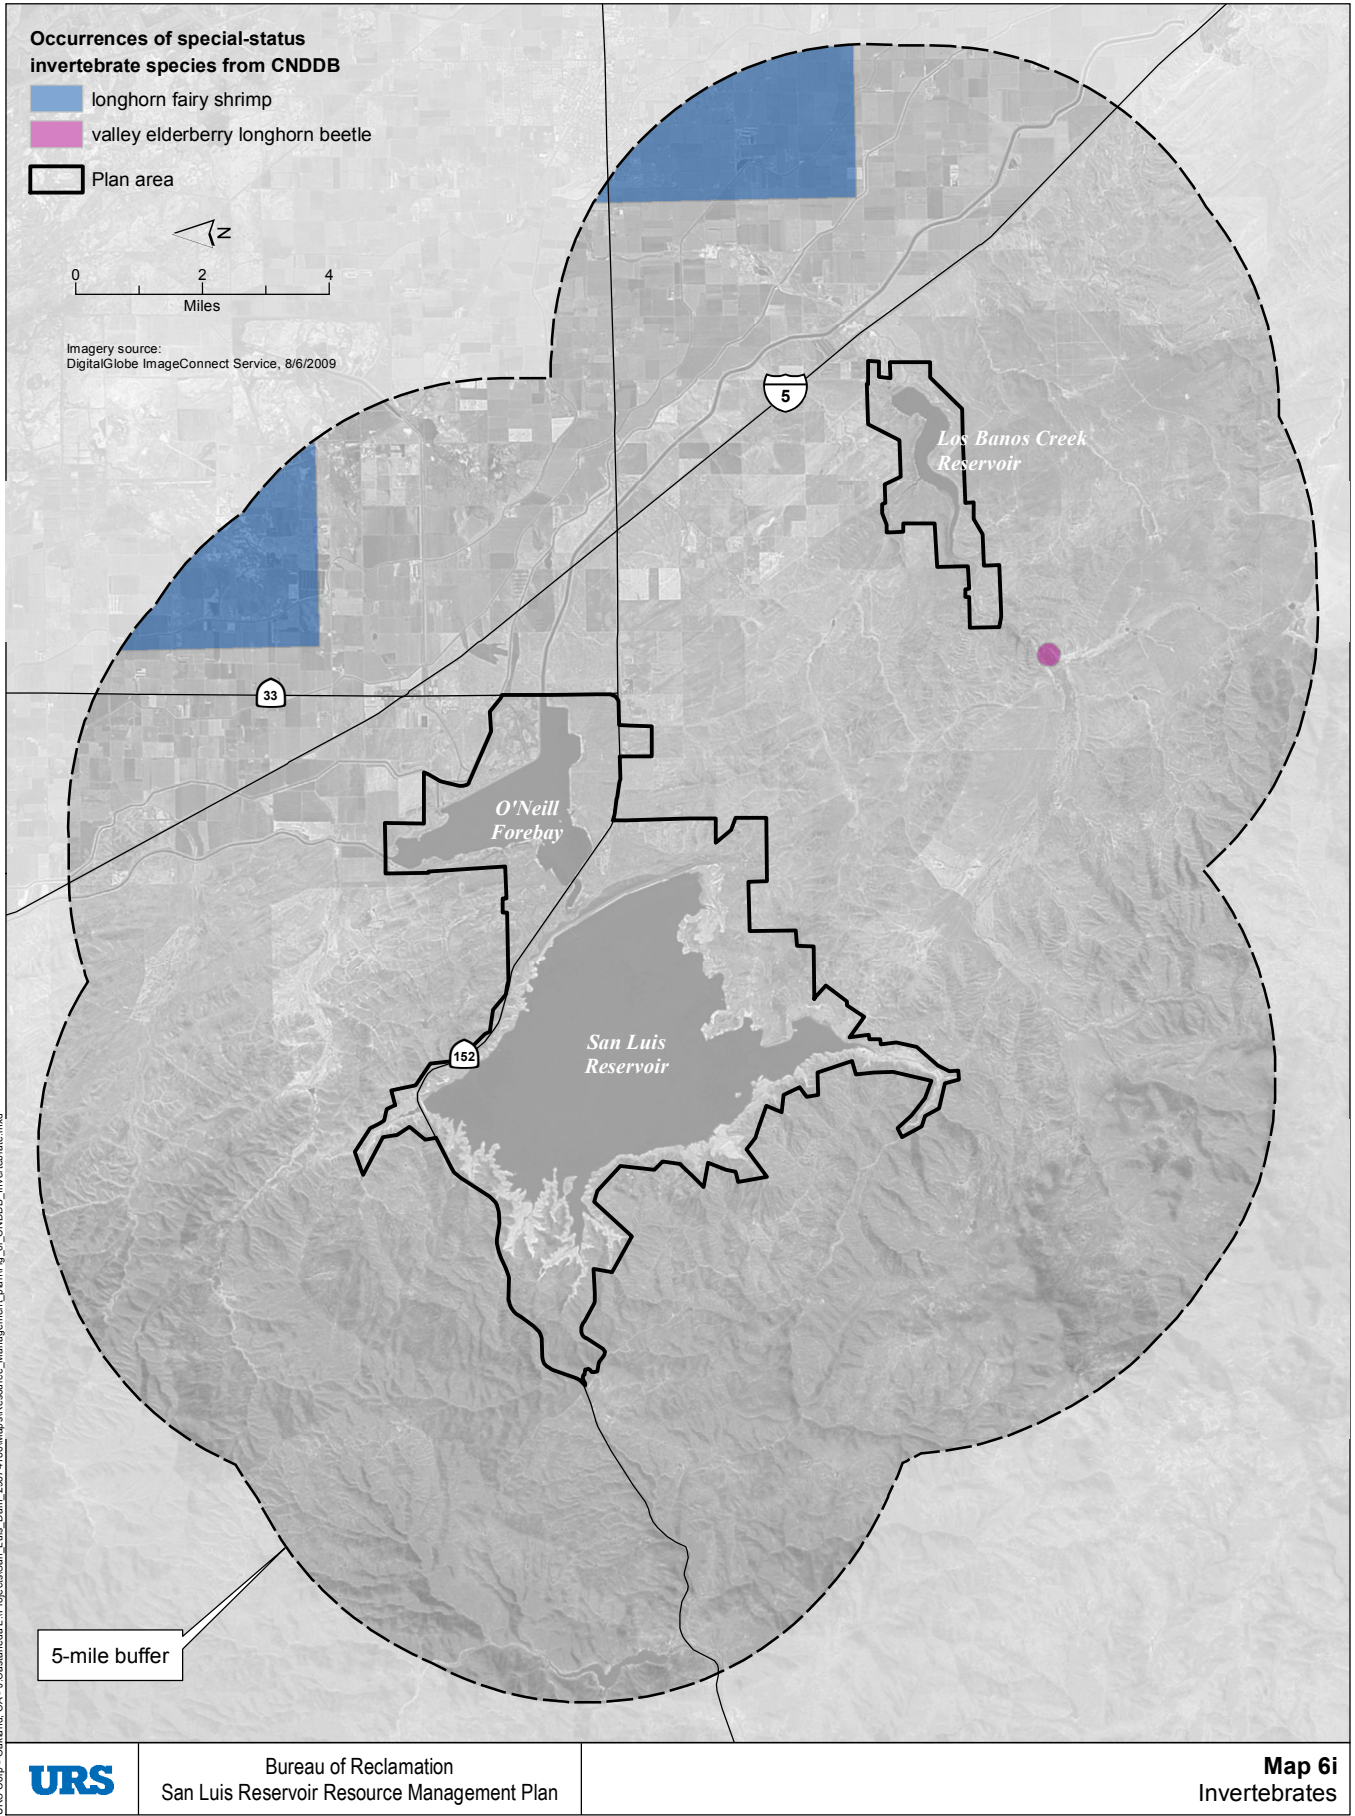 Occurrences of special-status
invertebrate species from CNDDB
longhorn fairy shrimp
valley elderberry longhorn beetle
Plan area
N
0 2 4
Miles
Imagery source:
DigitalGlobe ImageConnect Service, 8/6/2009
5
Los Banos Creek
Reservoir
33
O'Neill
Forebay
San Luis
Reservoir
152
5-mile buffer
URS
Bureau of Reclamation
San Luis Reservoir Resource Management Plan
Map 6i
Invertebrates